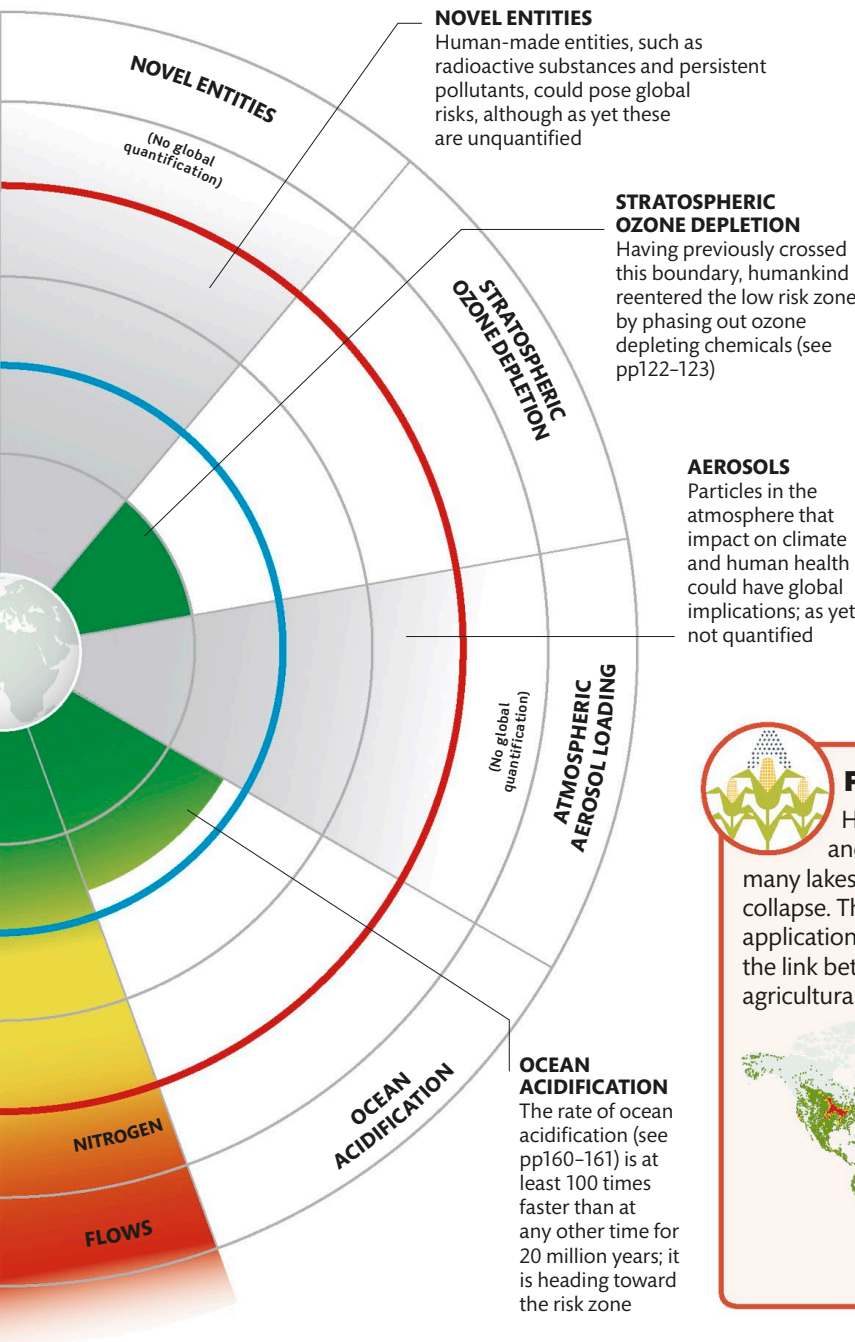 NOVEL ENTITIES
Human-made entities, such as
radioactive substances and persistent
pollutants, could pose global
risks, although as yet these
are unquantified
NOVEL ENTITIES
(No global
quantification)
STRATOSPHERIC
OZONE DEPLETION
Having previously crossed
this boundary, humankind
reentered the low risk zone
by phasing out ozone
depleting chemicals (see
pp122–123)
STRATOSPHERIC
OZONE DEPLETION
AEROSOLS
Particles in the
atmosphere that
impact on climate
and human health
could have global
implications; as yet
not quantified
(No global
quantification)
ATMOSPHERIC
AEROSOL LOADING
many lakes
collapse.
application
the link
OCEAN
ACIDIFICATION
OCEAN
ACIDIFICATION
The rate of ocean
acidification (see
pp160–161) is at
least 100 times
faster than at
any other time for
20 million years; it
is heading toward
the risk zone
NITROGEN
FLOWS